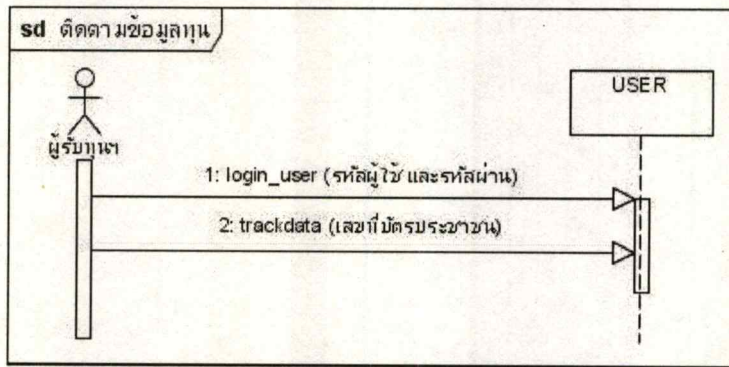 sd ติดตามข้อมูลทุน
USER
ผู้รับทุนฯ
1: login_user (รหัสผู้ใช้ และรหัสผ่าน)
2: trackdata (เลขที่บัตรประชาชน)